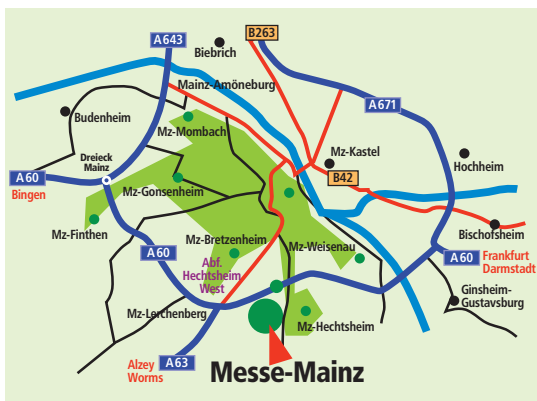 A643
B263
Biebrich
Mainz-Amöneburg
A671
Budenheim
Mz-Mombach
Mz-Kastel
Hochheim
Dreieck
Mainz
A60
Bingen
B42
Mz-Gonsenheim
Mz-Finthen
Mz-Bretzenheim
Mz-Weisenau
Bischofsheim
A60
Abf.
Hechtsheim
West
A60
Frankfurt
Darmstadt
Ginsheim-
Gustavsburg
Mz-Lerchenberg
Mz-Hechtsheim
Alzey
Worms
A63
Messe-Mainz